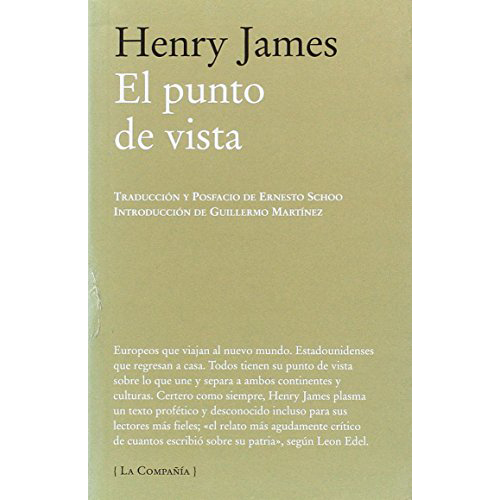 Henry James
El punto
de vista
Traducción y Posfacio de Ernesto Schoo
Introducción de Guillermo Martínez
Europeos que viajan al nuevo mundo. Estadounidenses
que regresan a casa. Todos tienen su punto de vista
sobre lo que une y separa a ambos continentes y
culturas. Certero como siempre, Henry James plasma
un texto profético y desconocido incluso para sus
lectores más fieles; «el relato más agudamente crítico
de cuantos escribió sobre su patria», según Leon Edel.
{ La Compañía }